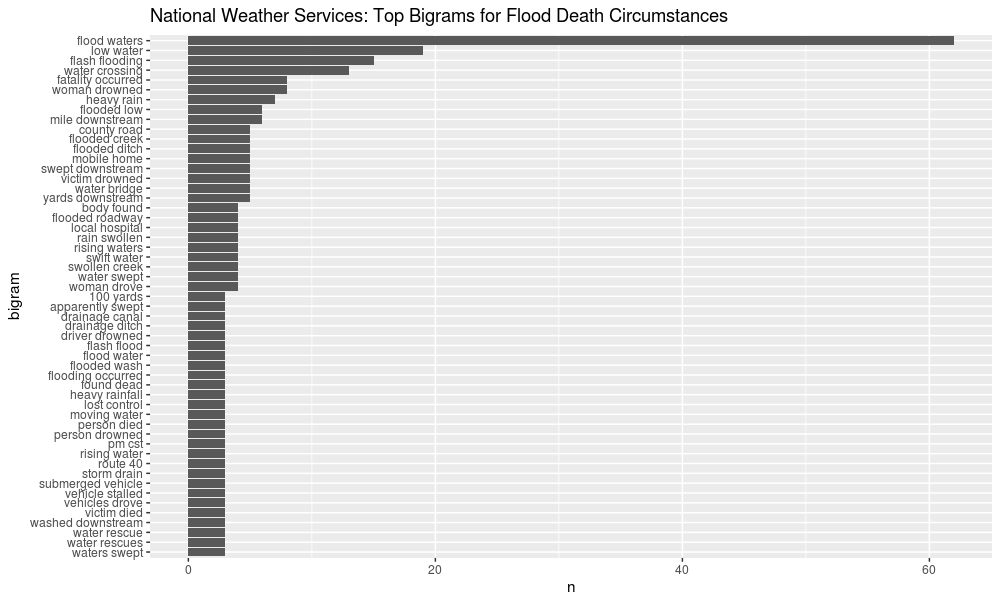 National Weather Services: Top Bigrams for Flood Death Circumstances
flood waters
low water
flash flooding
water crossing
fatality occurred
woman drowned
heavy rain
flooded low
mile downstream
county road
flooded creek
flooded ditch
mobile home
swept downstream
victim drowned
water bridge
yards downstream
body found
flooded roadway
local hospital
rain swollen
rising waters
swift water
swollen creek
water swept
woman drove
100 yards
apparently swept
drainage canal
drainage ditch
driver drowned
flash flood
flood water
flooded wash
flooding occurred
found dead
heavy rainfall
lost control
moving water
person died
person drowned
pm cst
rising water
route 40
storm drain
submerged vehicle
vehicle stalled
vehicles drove
victim died
washed downstream
water rescue
water rescues
waters swept
bigram
0 20 40 60
n